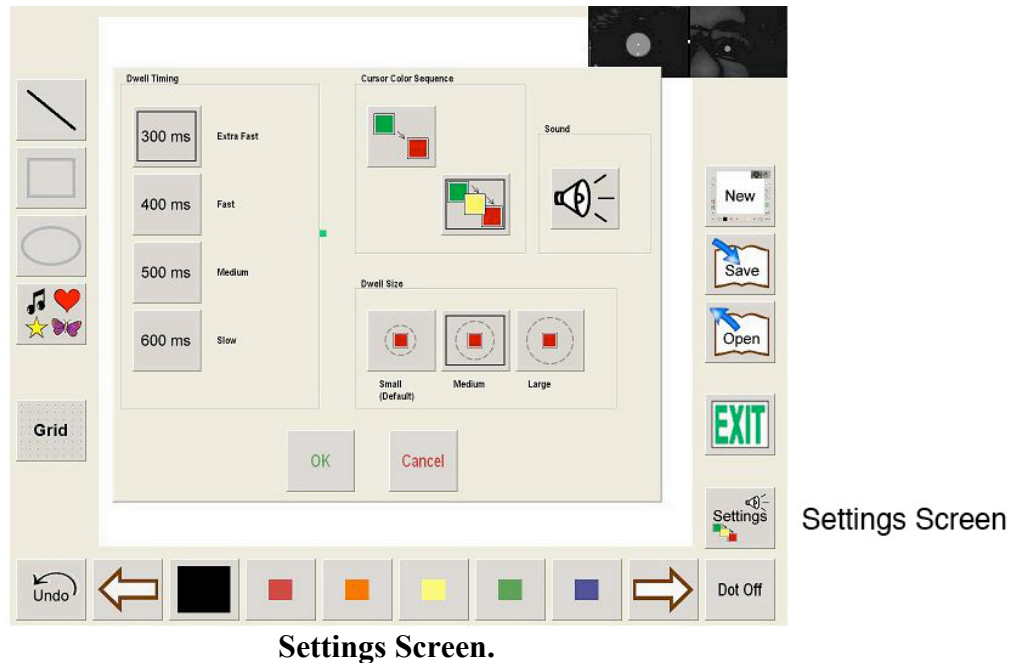 Dwell Timing
300 ms Extra Fast
400 ms Fast
500 ms Medium
600 ms Slow
Cursor Color Sequence
Sound
Dwell Size
Small
(Default)
Medium
Large
OK
Cancel
Grid
New
Save
Open
EXIT
Settings
Settings Screen
Undo
Dot Off
Settings Screen.